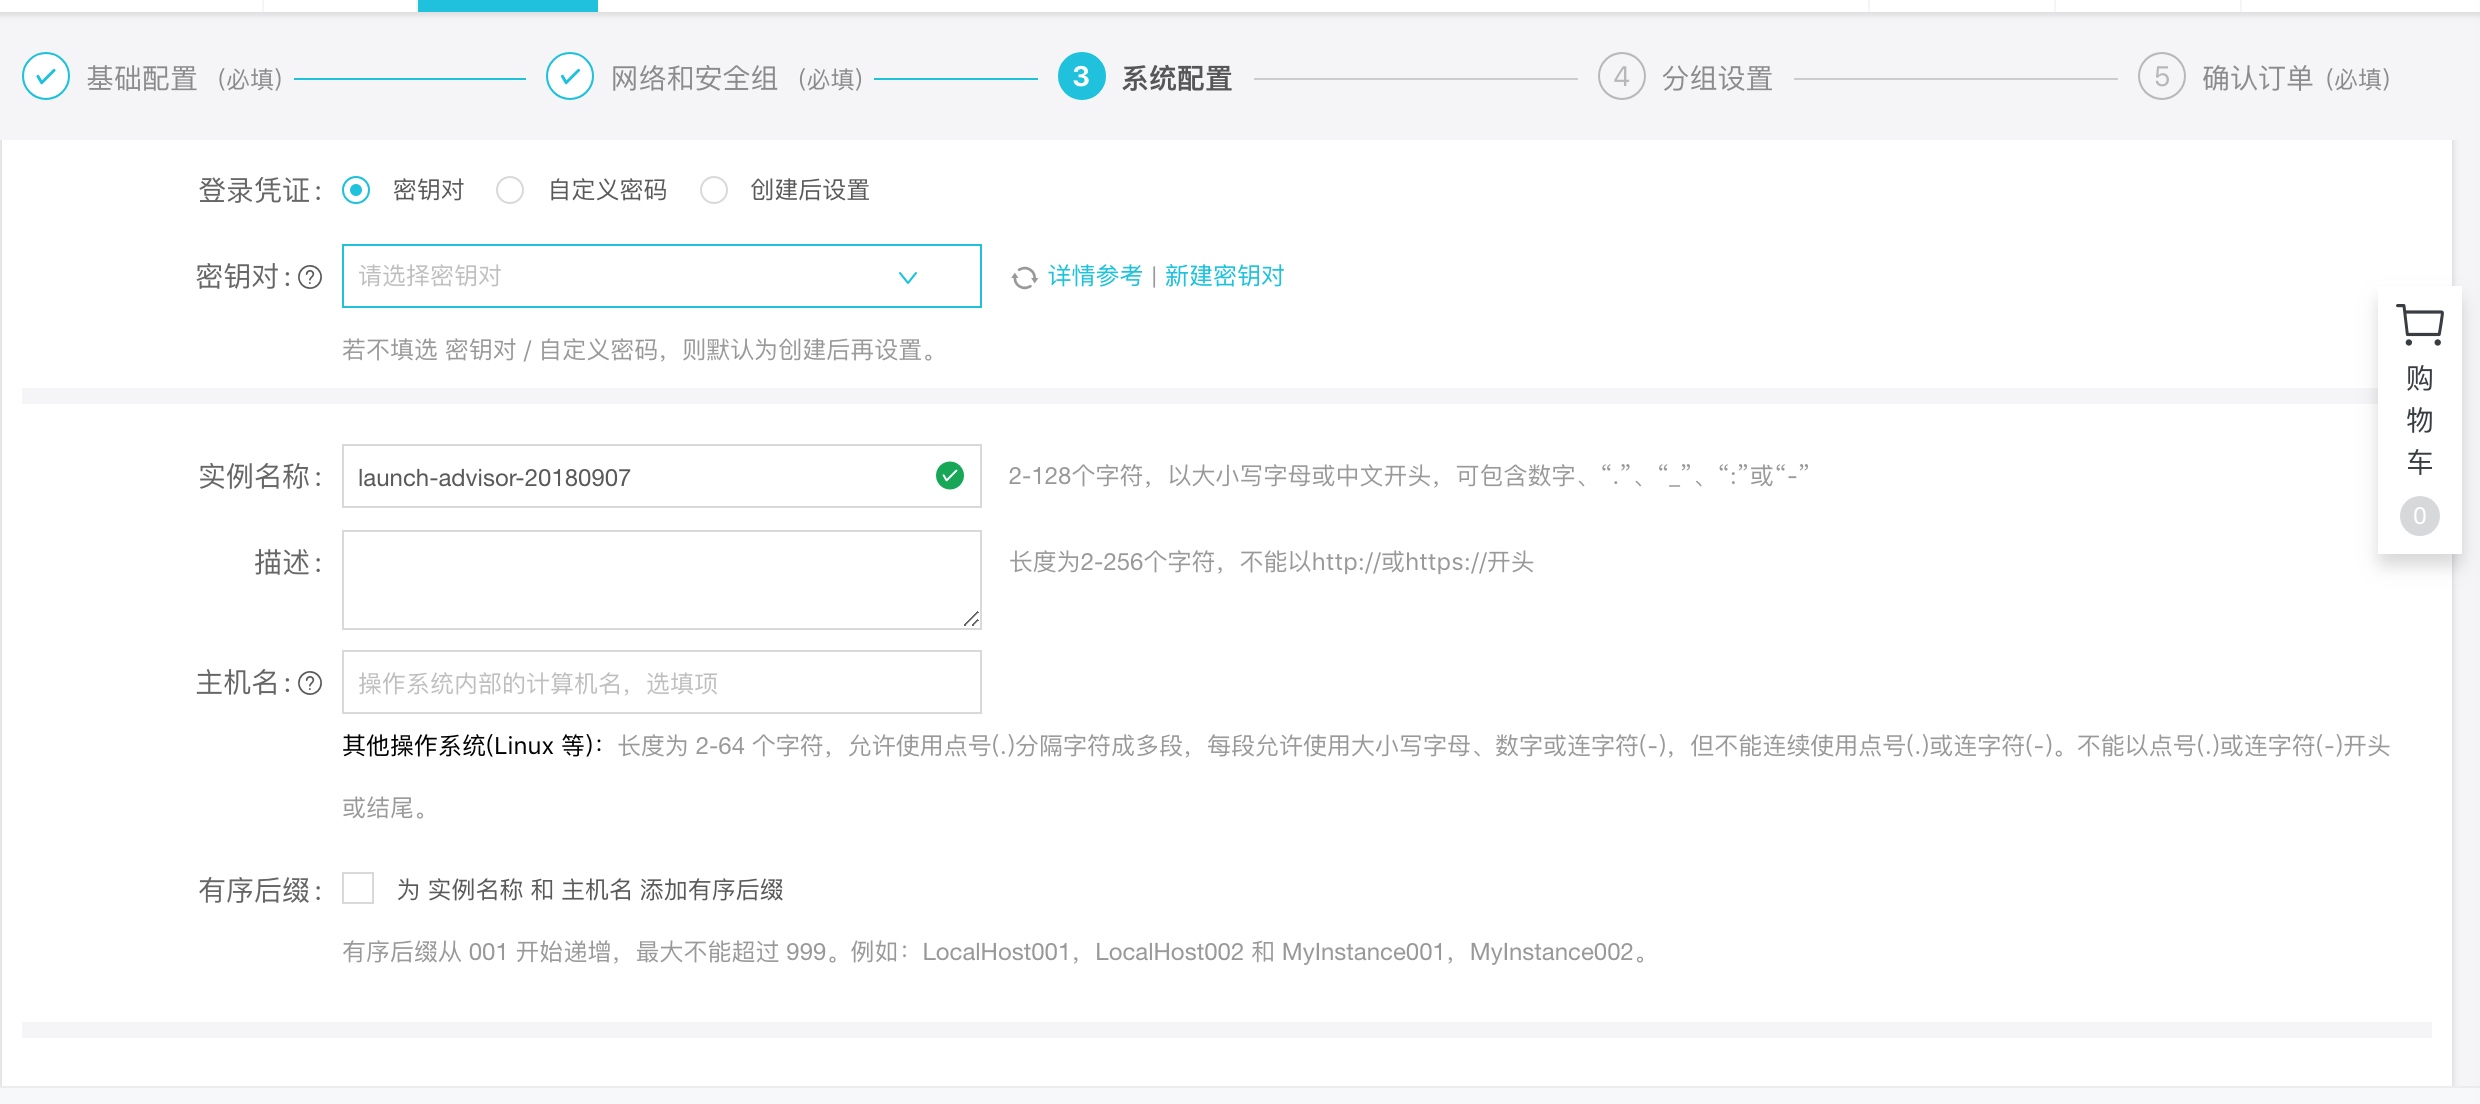 基础配置 (必填) 网络和安全组 (必填) 3 系统配置 4 分组设置 5 确认订单 (必填)
登录凭证: 密钥对 自定义密码 创建后设置
密钥对: ? 请选择密钥对 详情参考 | 新建密钥对
若不填选 密钥对 / 自定义密码，则默认为创建后再设置。
购
物
车
0
实例名称: launch-advisor-20180907 2-128个字符，以大小写字母或中文开头，可包含数字、“.”、“_”、“:”或“-”
描述: 长度为2-256个字符，不能以http://或https://开头
主机名: ? 操作系统内部的计算机名，选填项
其他操作系统(Linux 等)： 长度为 2-64 个字符，允许使用点号(.)分隔字符成多段，每段允许使用大小写字母、数字或连字符(-)，但不能连续使用点号(.)或连字符(-)。不能以点号(.)或连字符(-)开头
或结尾。
有序后缀: 为 实例名称 和 主机名 添加有序后缀
有序后缀从 001 开始递增，最大不能超过 999。例如：LocalHost001，LocalHost002 和 MyInstance001，MyInstance002。